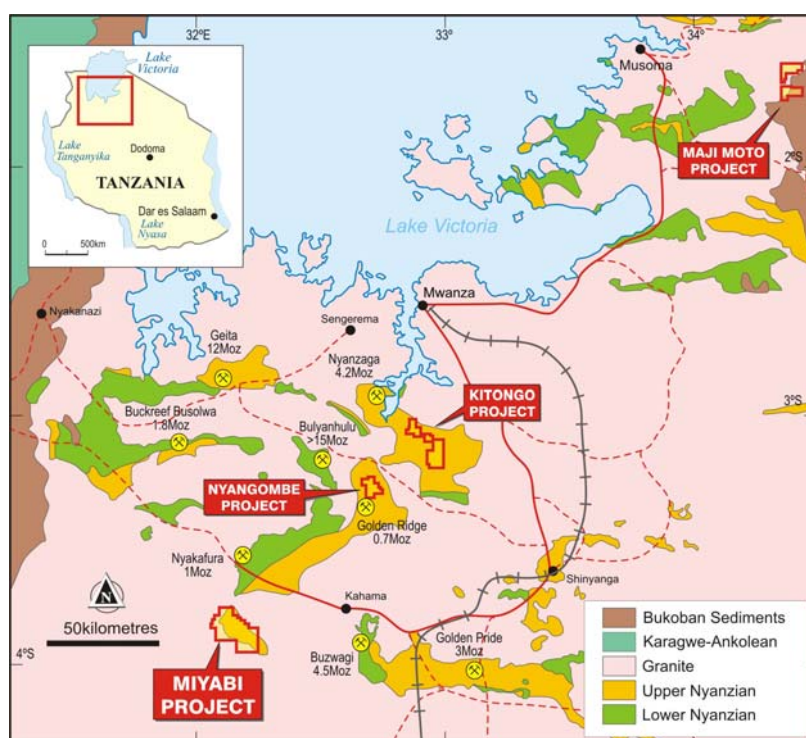 32°E
33°
34°
Lake
Victoria
Lake
Tanganyika
Dodoma
TANZANIA
Dar es Salaam
Lake
Nyasa
0
500km
Musoma
MAJI MOTO
PROJECT
2°S
Lake Victoria
Nyakanazi
Mwanza
Sengerema
Geita
12Moz
Nyanzaga
4.2Moz
KITONGO
PROJECT
3°S
Buckreef Busolwa
1.8Moz
Bulyanhulu
>15Moz
NYANGOMBE
PROJECT
Golden Ridge
0.7Moz
Nyakafura
1Moz
Shinyanga
N
50kilometres
Kahama
4°S
MIYABI
PROJECT
Buzwagi
4.5Moz
Golden Pride
3Moz
Bukoban Sediments
Karagwe-Ankolean
Granite
Upper Nyanzian
Lower Nyanzian